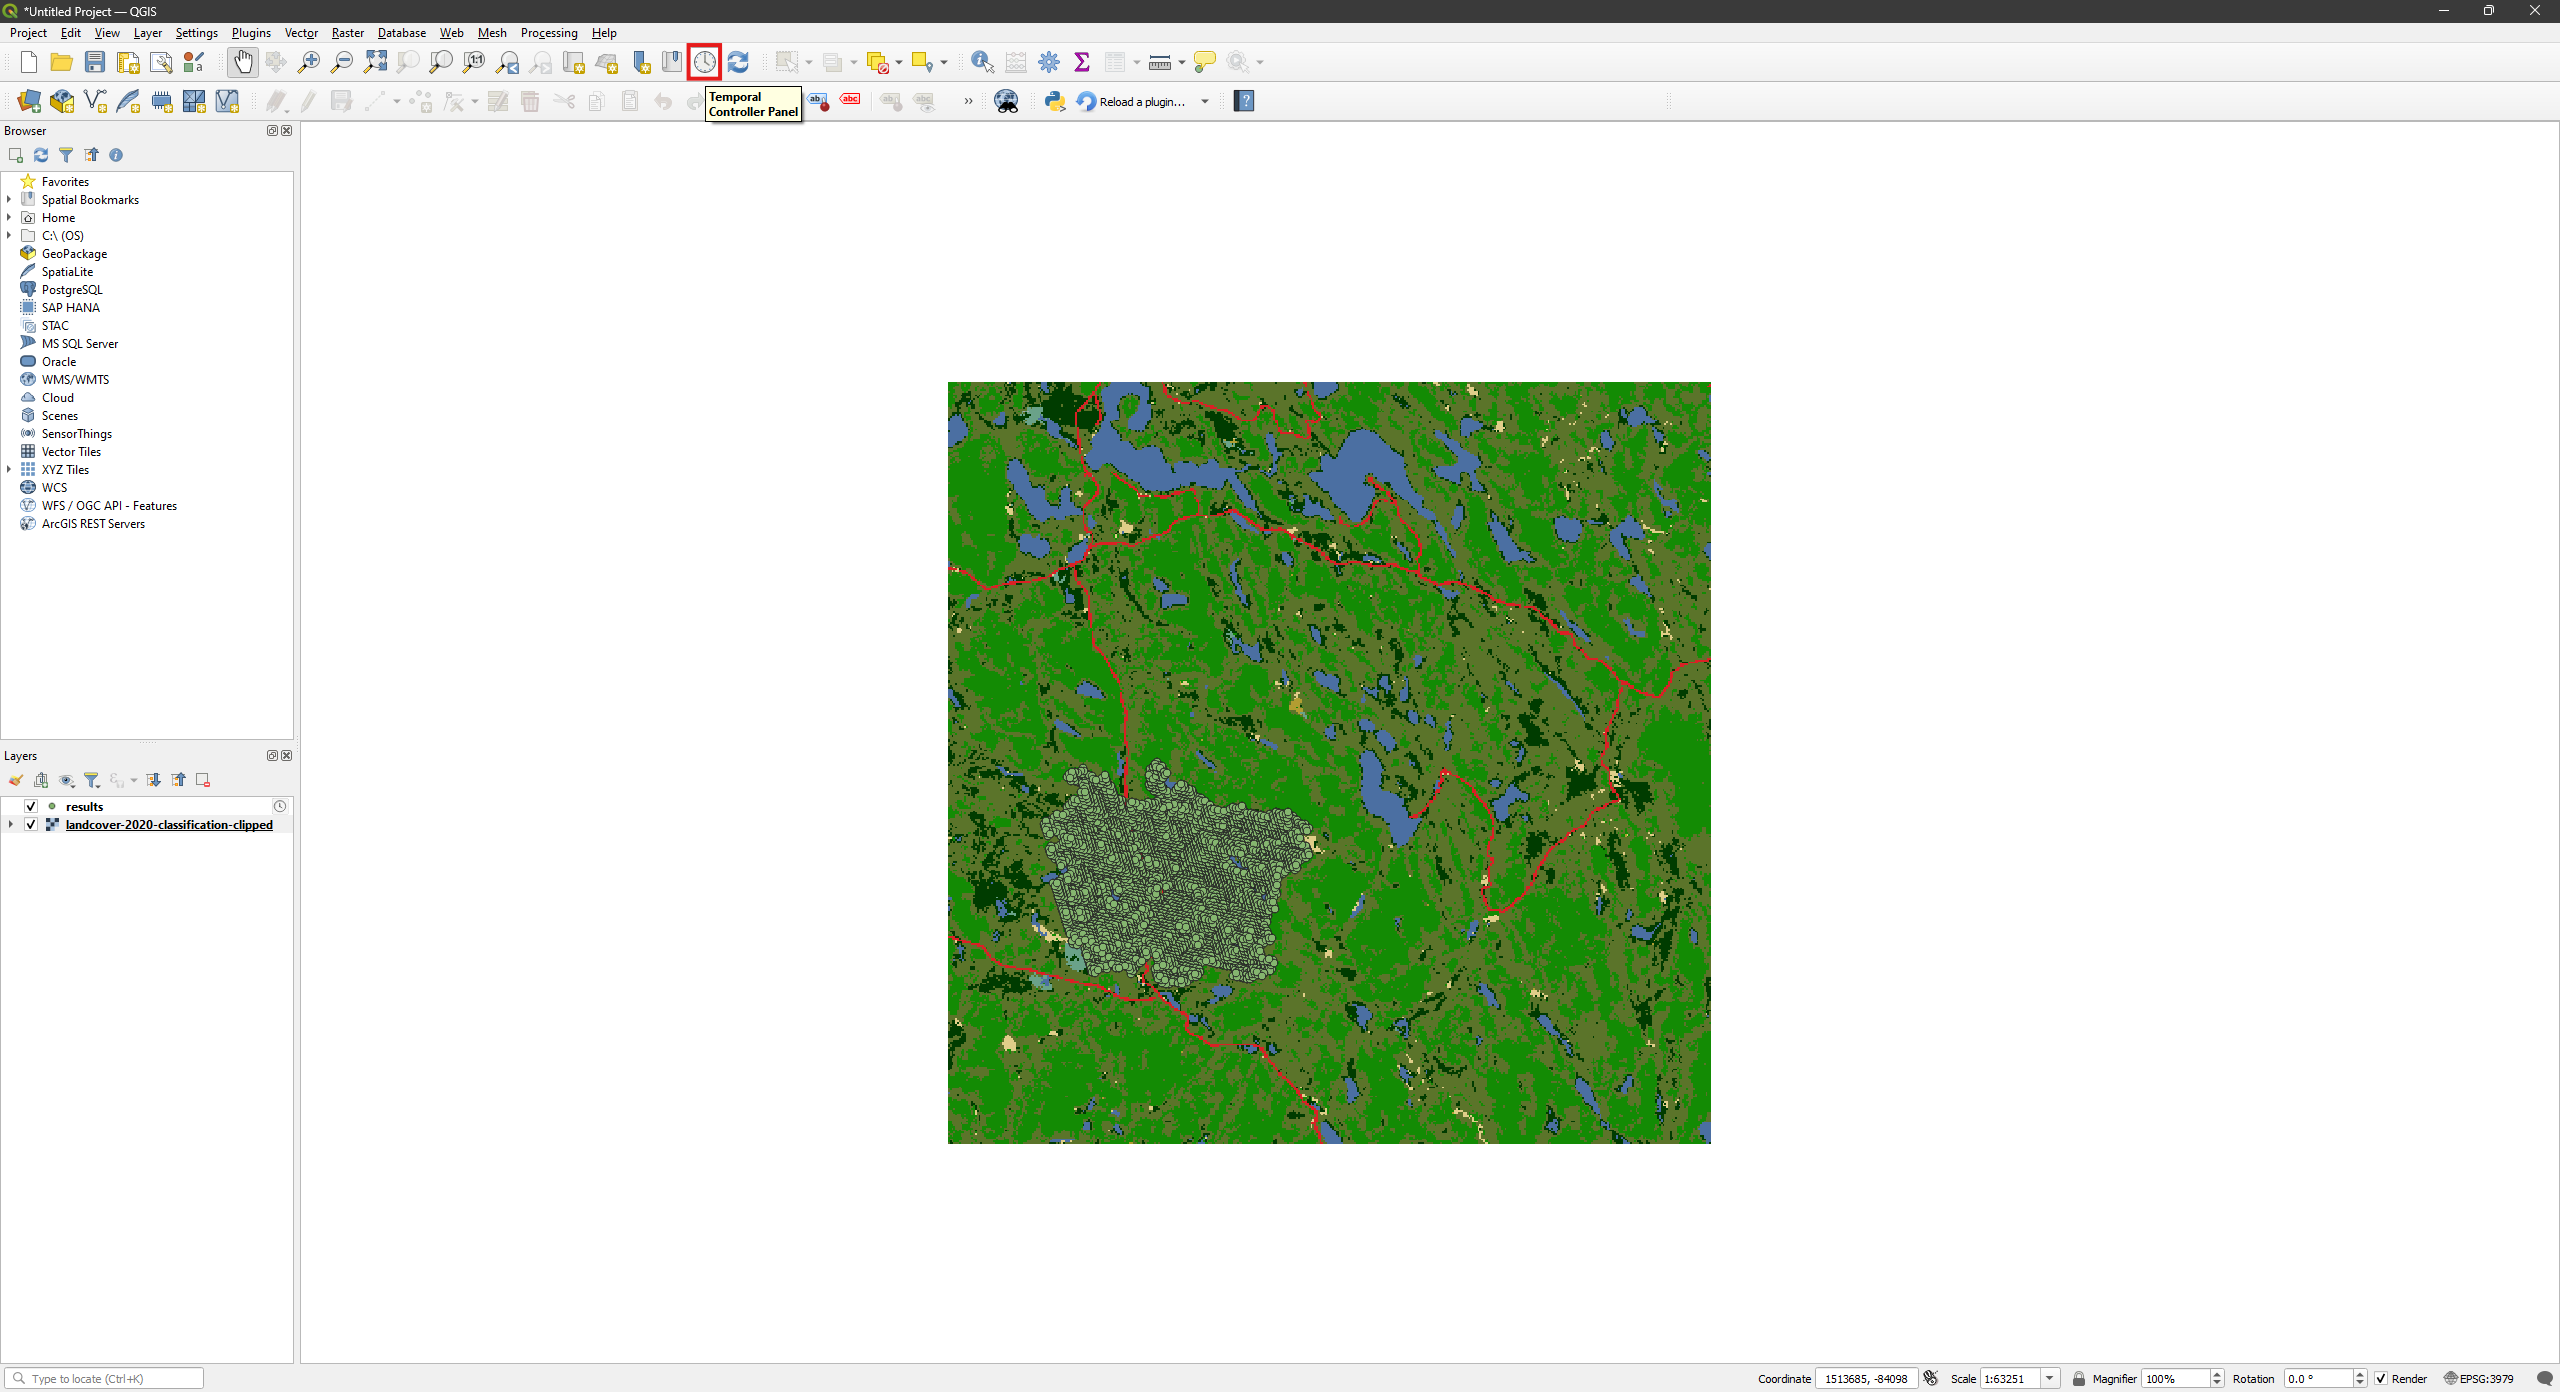 *Untitled Project — QGIS
Project Edit View Layer Settings Plugins Vector Raster Database Web Mesh Processing Help
Reload a plugin...
Temporal
Controller Panel
Browser
Favorites
Spatial Bookmarks
Home
C:\ (OS)
GeoPackage
SpatiaLite
PostgreSQL
SAP HANA
STAC
MS SQL Server
Oracle
WMS/WMTS
Cloud
Scenes
SensorThings
Vector Tiles
XYZ Tiles
WCS
WFS / OGC API - Features
ArcGIS REST Servers
Layers
results
landcover-2020-classification-clipped
Type to locate (Ctrl+K)
Coordinate 1513685, -84098 Scale 1:63251 Magnifier 100% Rotation 0.0 ° Render EPSG:3979